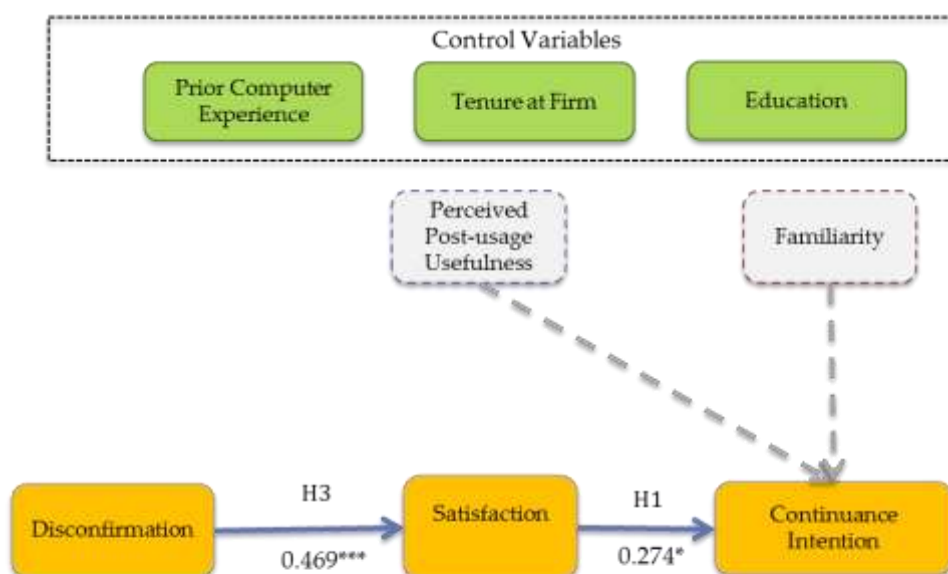 Control Variables
Prior Computer
Experience
Tenure at Firm
Education
Perceived
Post-usage
Usefulness
Familiarity
H3
H1
Disconfirmation
Satisfaction
Continuance
Intention
0.469***
0.274*